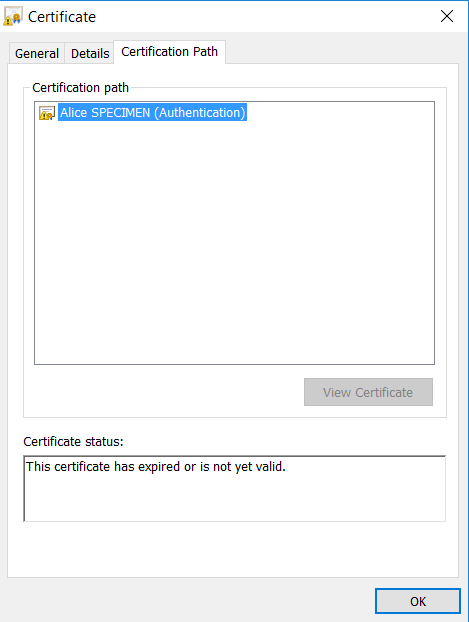 Certificate
General Details Certification Path
Certification path
Alice SPECIMEN (Authentication)
View Certificate
Certificate status:
This certificate has expired or is not yet valid.
OK